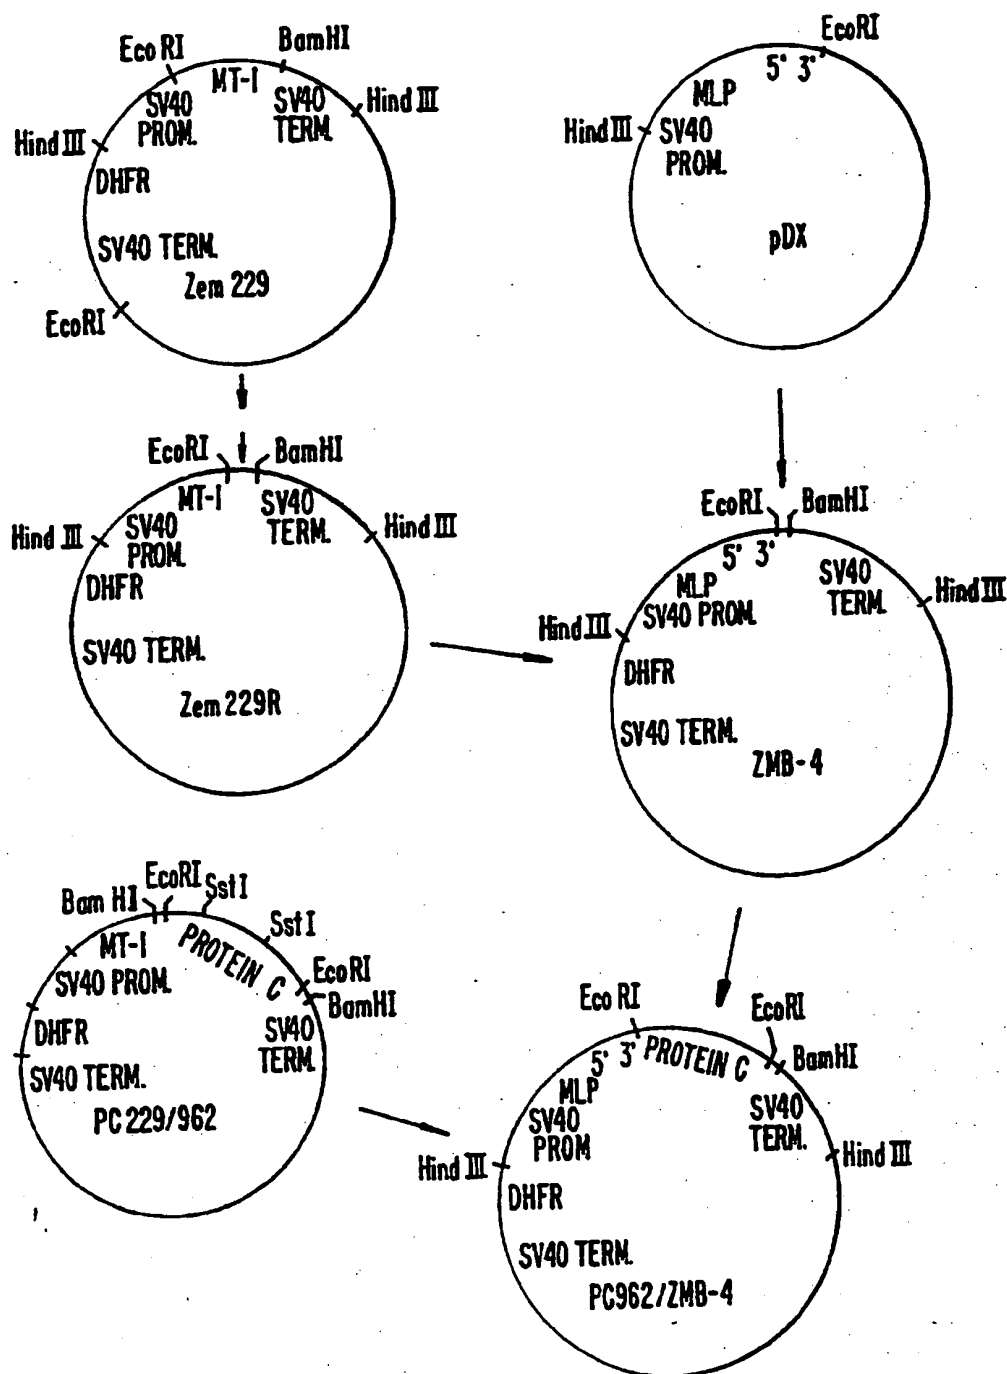 EcoRI
BamHI
MT-I
SV40
PROM.
SV40
TERM.
Hind III
Hind III
DHFR
SV40 TERM.
Zem 229
EcoRI
EcoRI
5' 3'
MLP
Hind III
SV40
PROM.
pDX
EcoRI
BamHI
MT-I
SV40
PROM.
SV40
TERM.
Hind III
Hind III
DHFR
SV40 TERM.
Zem 229R
EcoRI
BamHI
5' 3'
MLP
SV40 PROM.
SV40
TERM.
Hind III
Hind III
DHFR
SV40 TERM.
ZMB-4
Bam HI
EcoRI
SstI
SstI
MT-I
PROTEIN C
SV40 PROM.
EcoRI
BamHI
DHFR
SV40
TERM.
SV40 TERM.
PC229/962
Eco RI
EcoRI
5' 3'
PROTEIN C
BamHI
MLP
SV40
PROM
SV40
TERM.
Hind III
Hind III
DHFR
SV40 TERM.
PC962/ZMB-4